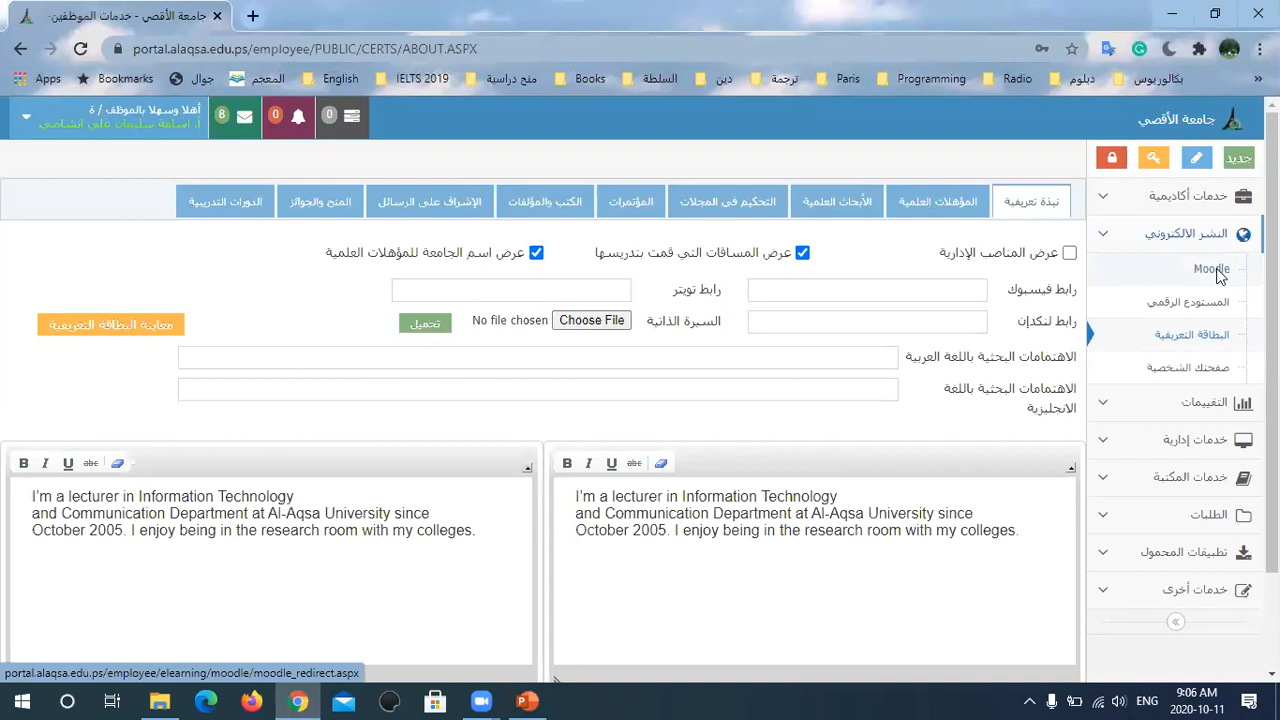 جامعة الأقصي - خدمات الموظفين
portal.alaqsa.edu.ps/employee/PUBLIC/CERTS/ABOUT.ASPX
Apps
Bookmarks
جوال
المعجم
English
IELTS 2019
منح دراسية
Books
السلطة
دين
ترجمة
Paris
Programming
Radio
دبلوم
بكالوريوس
»
جامعة الأقصي
0
0
8
أهلا وسهلا بالموظف / ة
أ. اسامة سليمان علي انشاصي
جديد
خدمات أكاديمية
النشر الالكتروني
Moodle
المستودع الرقمي
البطاقة التعريفية
صفحتك الشخصية
التقييمات
خدمات إدارية
خدمات المكتبة
الطلبات
تطبيقات المحمول
خدمات أخرى
نبذة تعريفية
المؤهلات العلمية
الأبحاث العلمية
التحكيم في المجلات
المؤتمرات
الكتب والمؤلفات
الإشراف على الرسائل
المنح والجوائز
الدورات التدريبية
عرض المناصب الإدارية
عرض المساقات التي قمت بتدريسها
عرض اسم الجامعة للمؤهلات العلمية
رابط فيسبوك
رابط تويتر
رابط لنكدإن
السيرة الذاتية
Choose File No file chosen
تحميل
معاينة البطاقة التعريفية
الاهتمامات البحثية باللغة العربية
الاهتمامات البحثية باللغة
الانجليزية
B I U abc
I'm a lecturer in Information Technology
and Communication Department at Al-Aqsa University since
October 2005. I enjoy being in the research room with my colleges.
B I U abc
I'm a lecturer in Information Technology
and Communication Department at Al-Aqsa University since
October 2005. I enjoy being in the research room with my colleges.
portal.alaqsa.edu.ps/employee/elearning/moodle/moodle_redirect.aspx
ENG
9:06 AM
2020-10-11